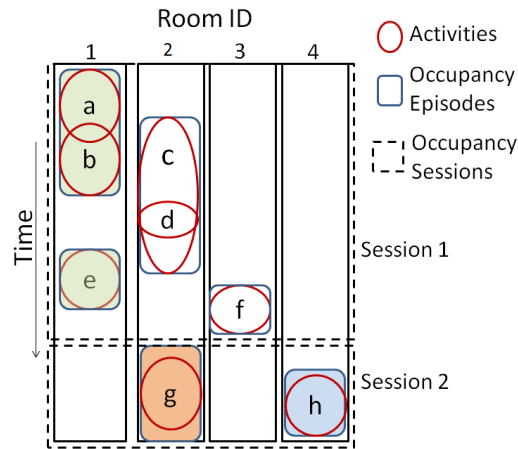 Room ID
1 2 3 4
Activities
Occupancy
Episodes
Occupancy
Sessions
Time
a
b
c
d
e
f
Session 1
g
h
Session 2